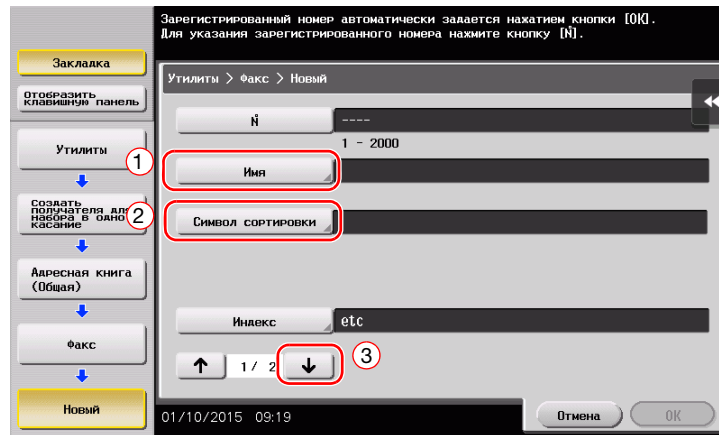 Зарегистрированный номер автоматически задается нажатием кнопки [OK].
Для указания зарегистрированного номера нажмите кнопку [№].
Закладка
Отобразить
клавишную панель
Утилиты
Создать
получателя для
набора в одно
касание
Адресная книга
(Общая)
Факс
Новый
Утилиты > Факс > Новый
№
----
1 - 2000
1
Имя
2
Символ сортировки
Индекс
etc
↑
1/ 2
↓
3
01/10/2015 09:19
Отмена
OK